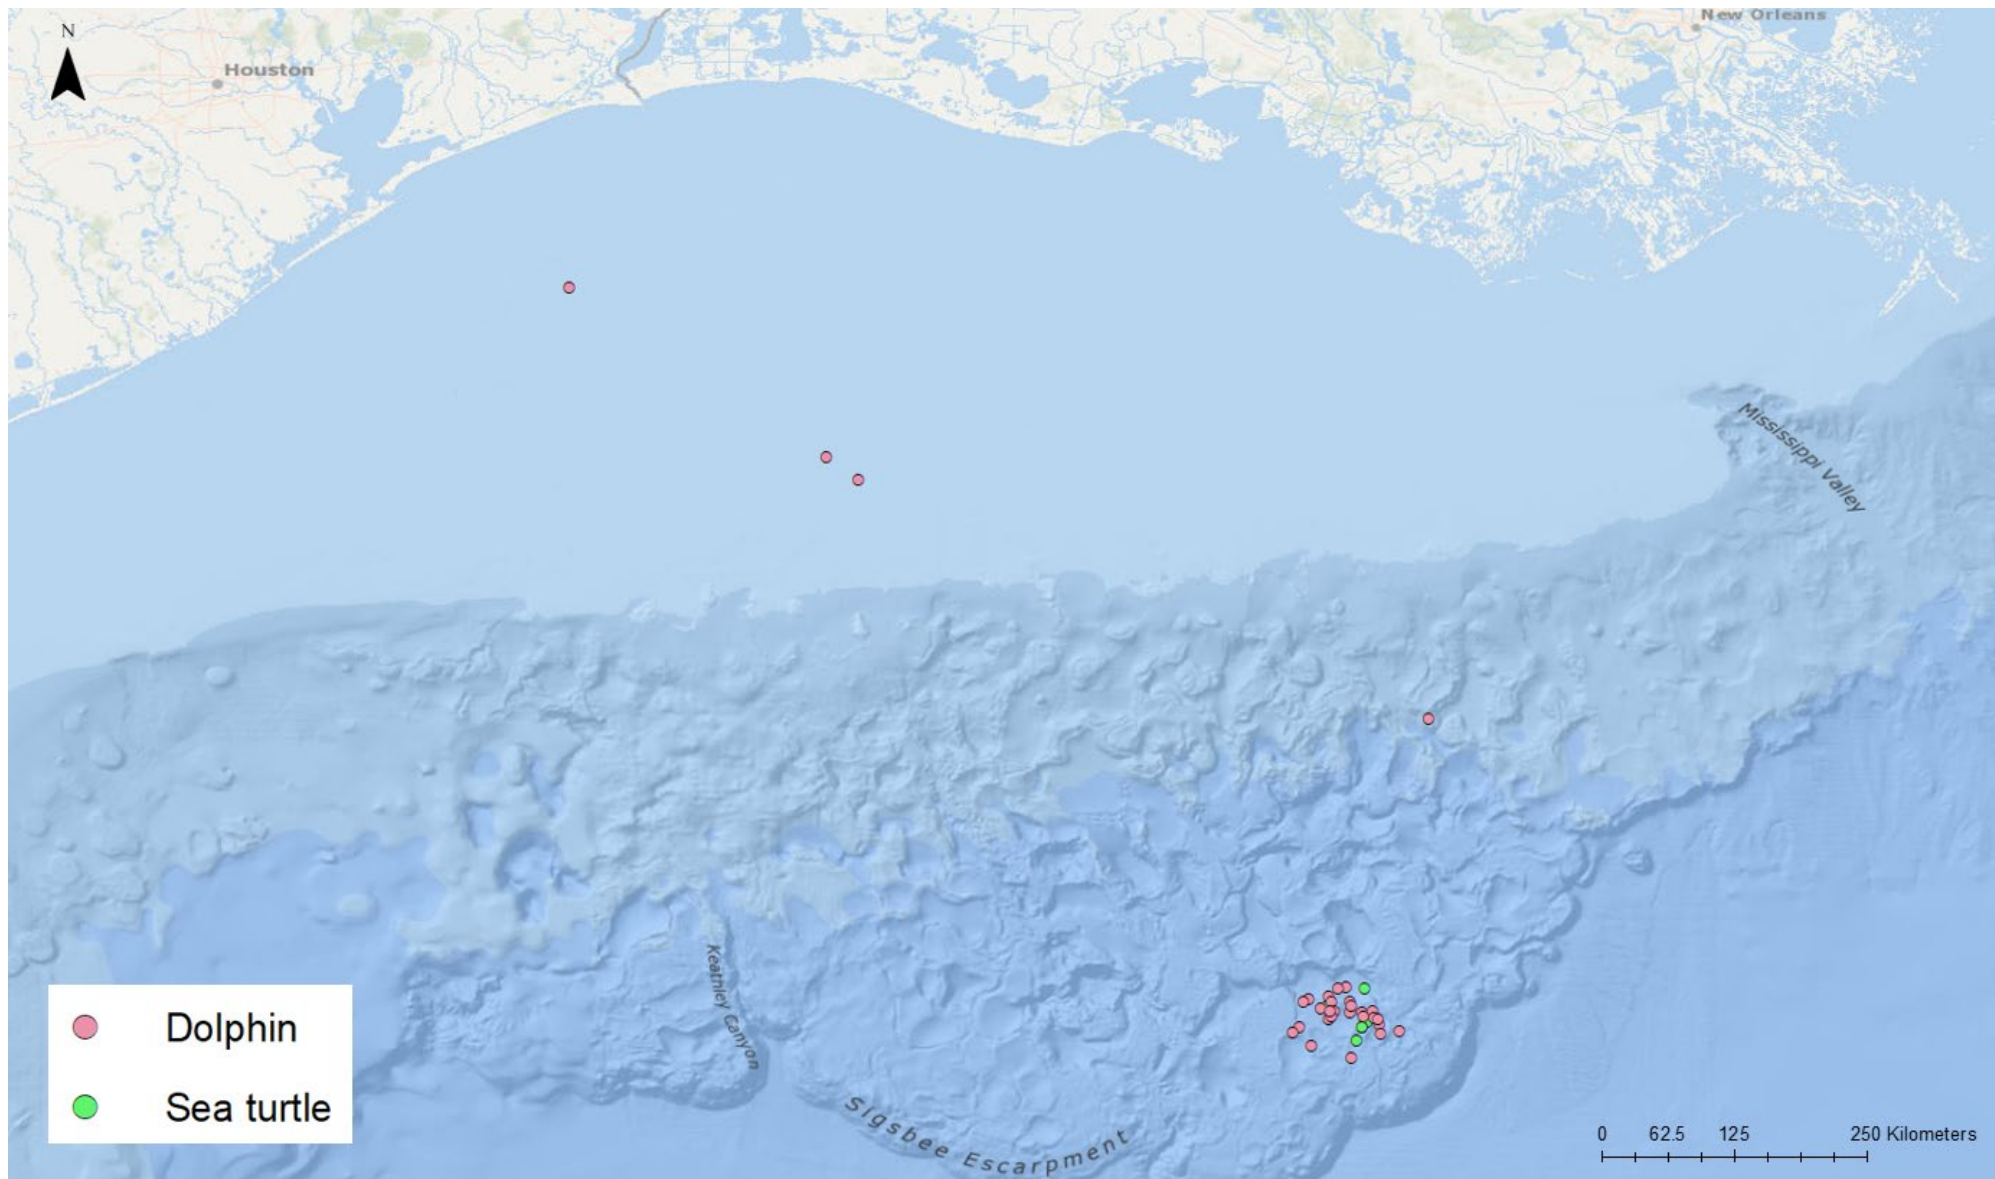 N
New Orleans
Houston
Mississippi Valley
Keathley Canyon
Sigsbee Escarpment
Dolphin
Sea turtle
0 62.5 125 250 Kilometers